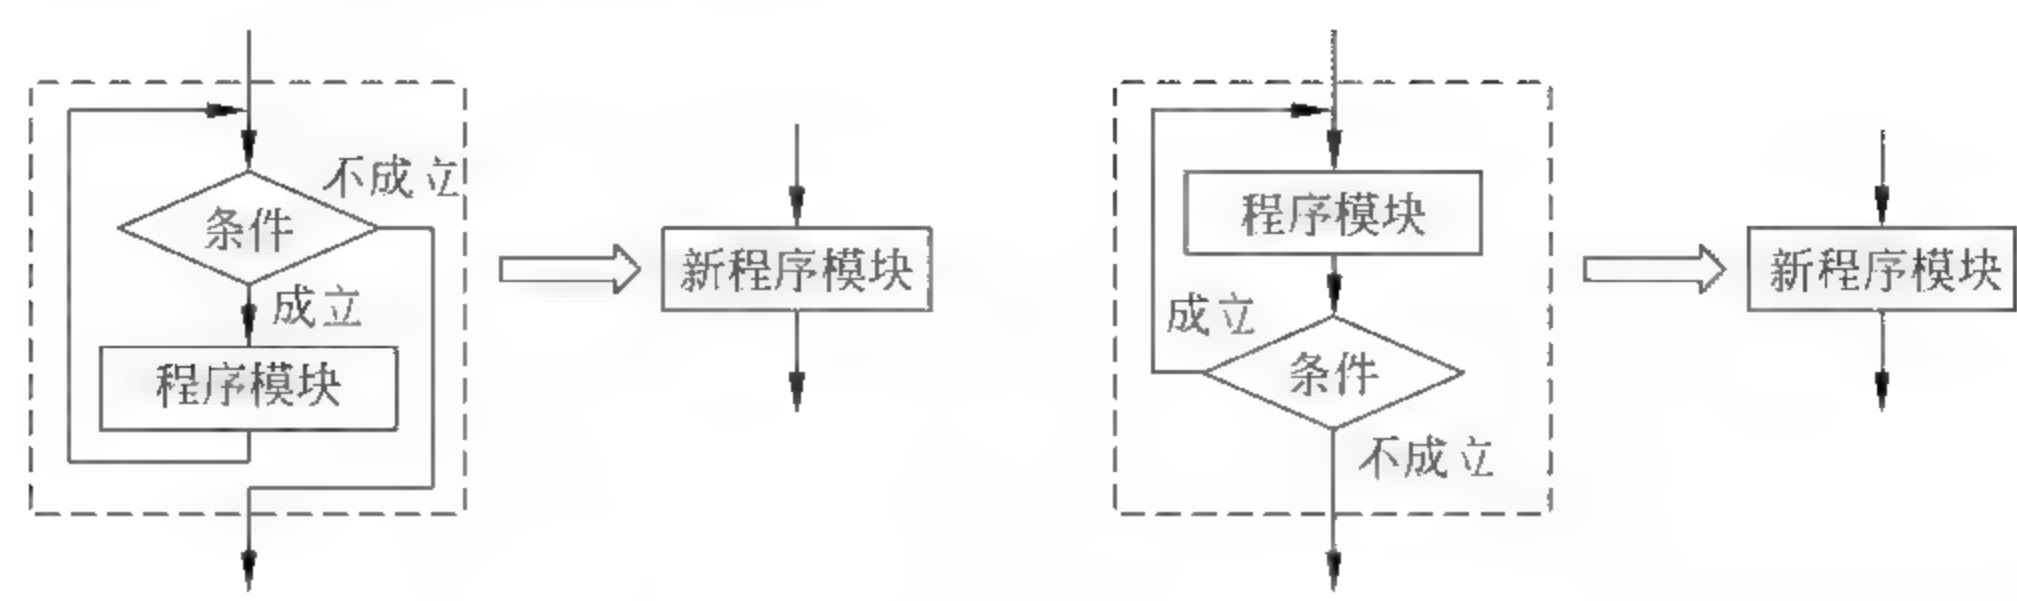 不成立
条件
成立
程序模块
新程序模块
程序模块
成立
条件
不成立
新程序模块